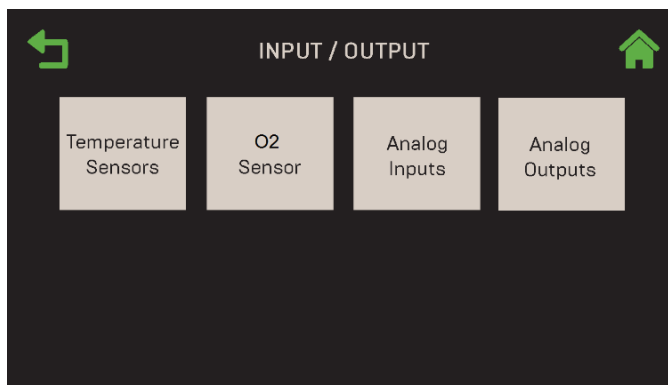 INPUT / OUTPUT
Temperature
Sensors
O2
Sensor
Analog
Inputs
Analog
Outputs